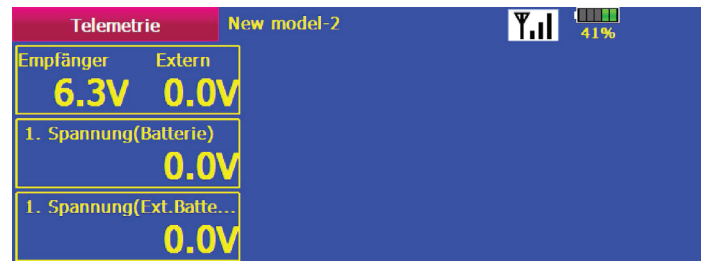 Telemetrie New model-2
41%
Empfänger Extern
6.3V 0.0V
1. Spannung(Batterie)
0.0V
1. Spannung(Ext.Batte...
0.0V